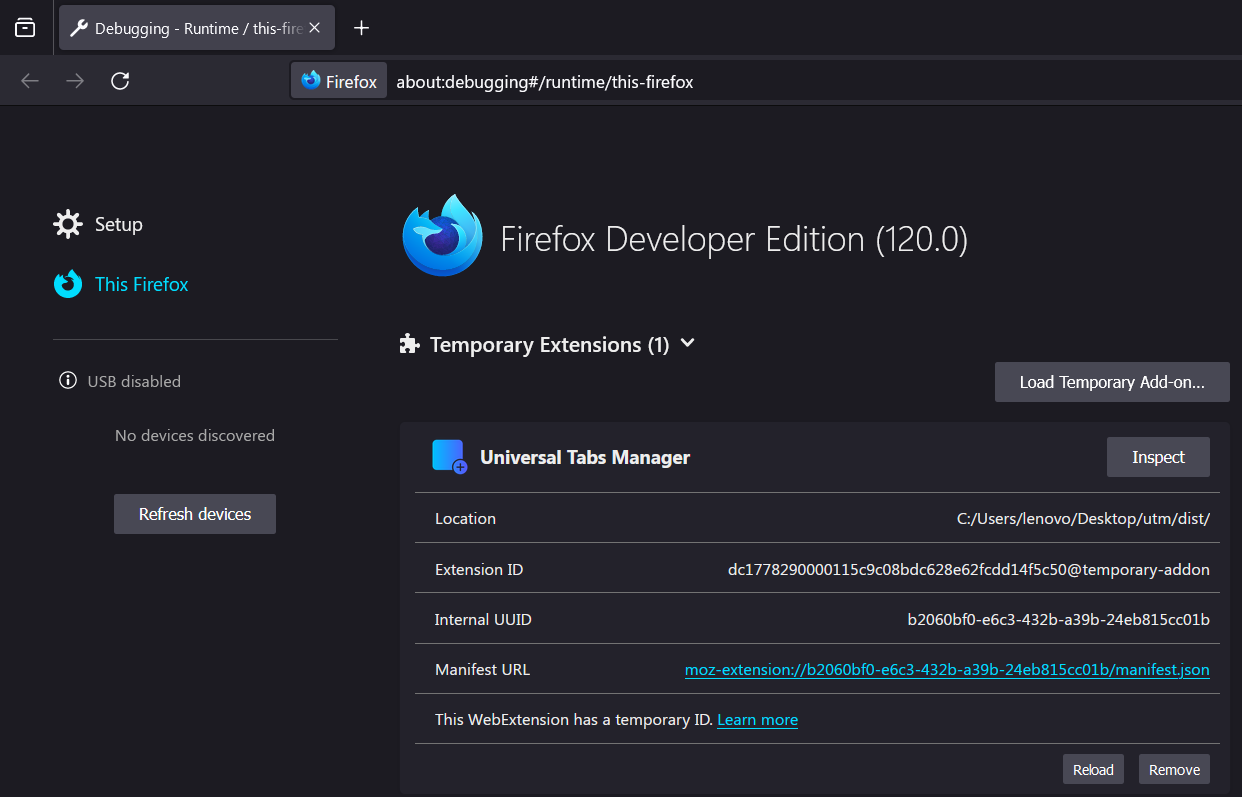 Debugging - Runtime / this-fire
Firefox about:debugging#/runtime/this-firefox
Setup
This Firefox
USB disabled
No devices discovered
Refresh devices
Firefox Developer Edition (120.0)
Temporary Extensions (1)
Load Temporary Add-on...
Universal Tabs Manager
Inspect
Location C:/Users/lenovo/Desktop/utm/dist/
Extension ID dc1778290000115c9c08bdc628e62fcdd14f5c50@temporary-addon
Internal UUID b2060bf0-e6c3-432b-a39b-24eb815cc01b
Manifest URL moz-extension://b2060bf0-e6c3-432b-a39b-24eb815cc01b/manifest.json
This WebExtension has a temporary ID. Learn more
Reload Remove